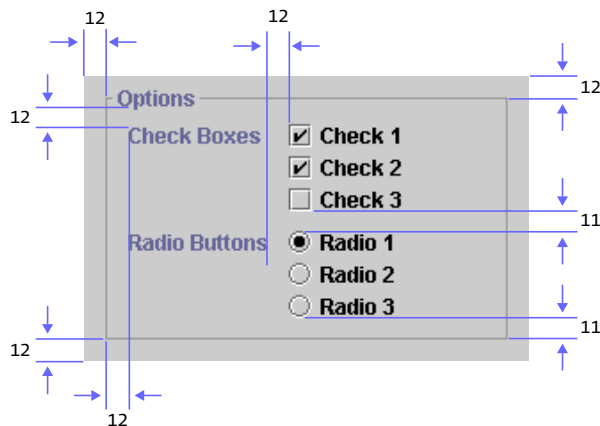 12
12
12
Options
12
Check Boxes
Check 1
Check 2
Check 3
11
Radio Buttons
Radio 1
Radio 2
Radio 3
11
12
12